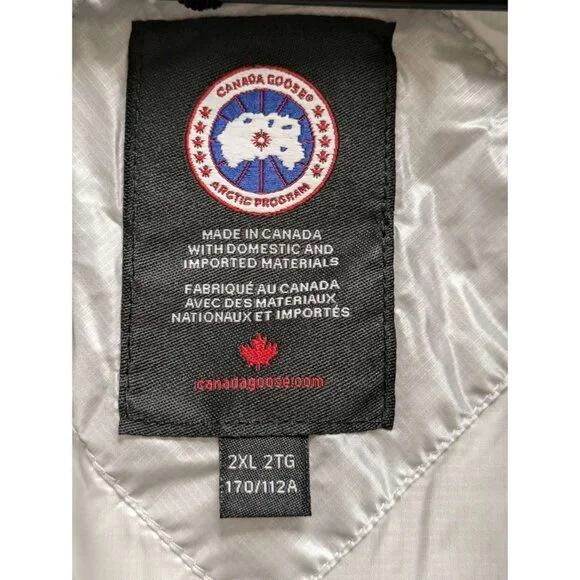 CANADA GOOSE®
ARCTIC PROGRAM
MADE IN CANADA
WITH DOMESTIC AND
IMPORTED MATERIALS
FABRIQUÉ AU CANADA
AVEC DES MATERIAUX
NATIONAUX ET IMPORTÉS
canadagoose.com
2XL 2TG
170/112A